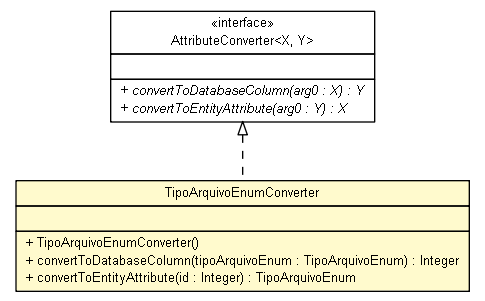 «interface»
AttributeConverter<X, Y>
+ convertToDatabaseColumn(arg0 : X) : Y
+ convertToEntityAttribute(arg0 : Y) : X
TipoArquivoEnumConverter
+ TipoArquivoEnumConverter()
+ convertToDatabaseColumn(tipoArquivoEnum : TipoArquivoEnum) : Integer
+ convertToEntityAttribute(id : Integer) : TipoArquivoEnum